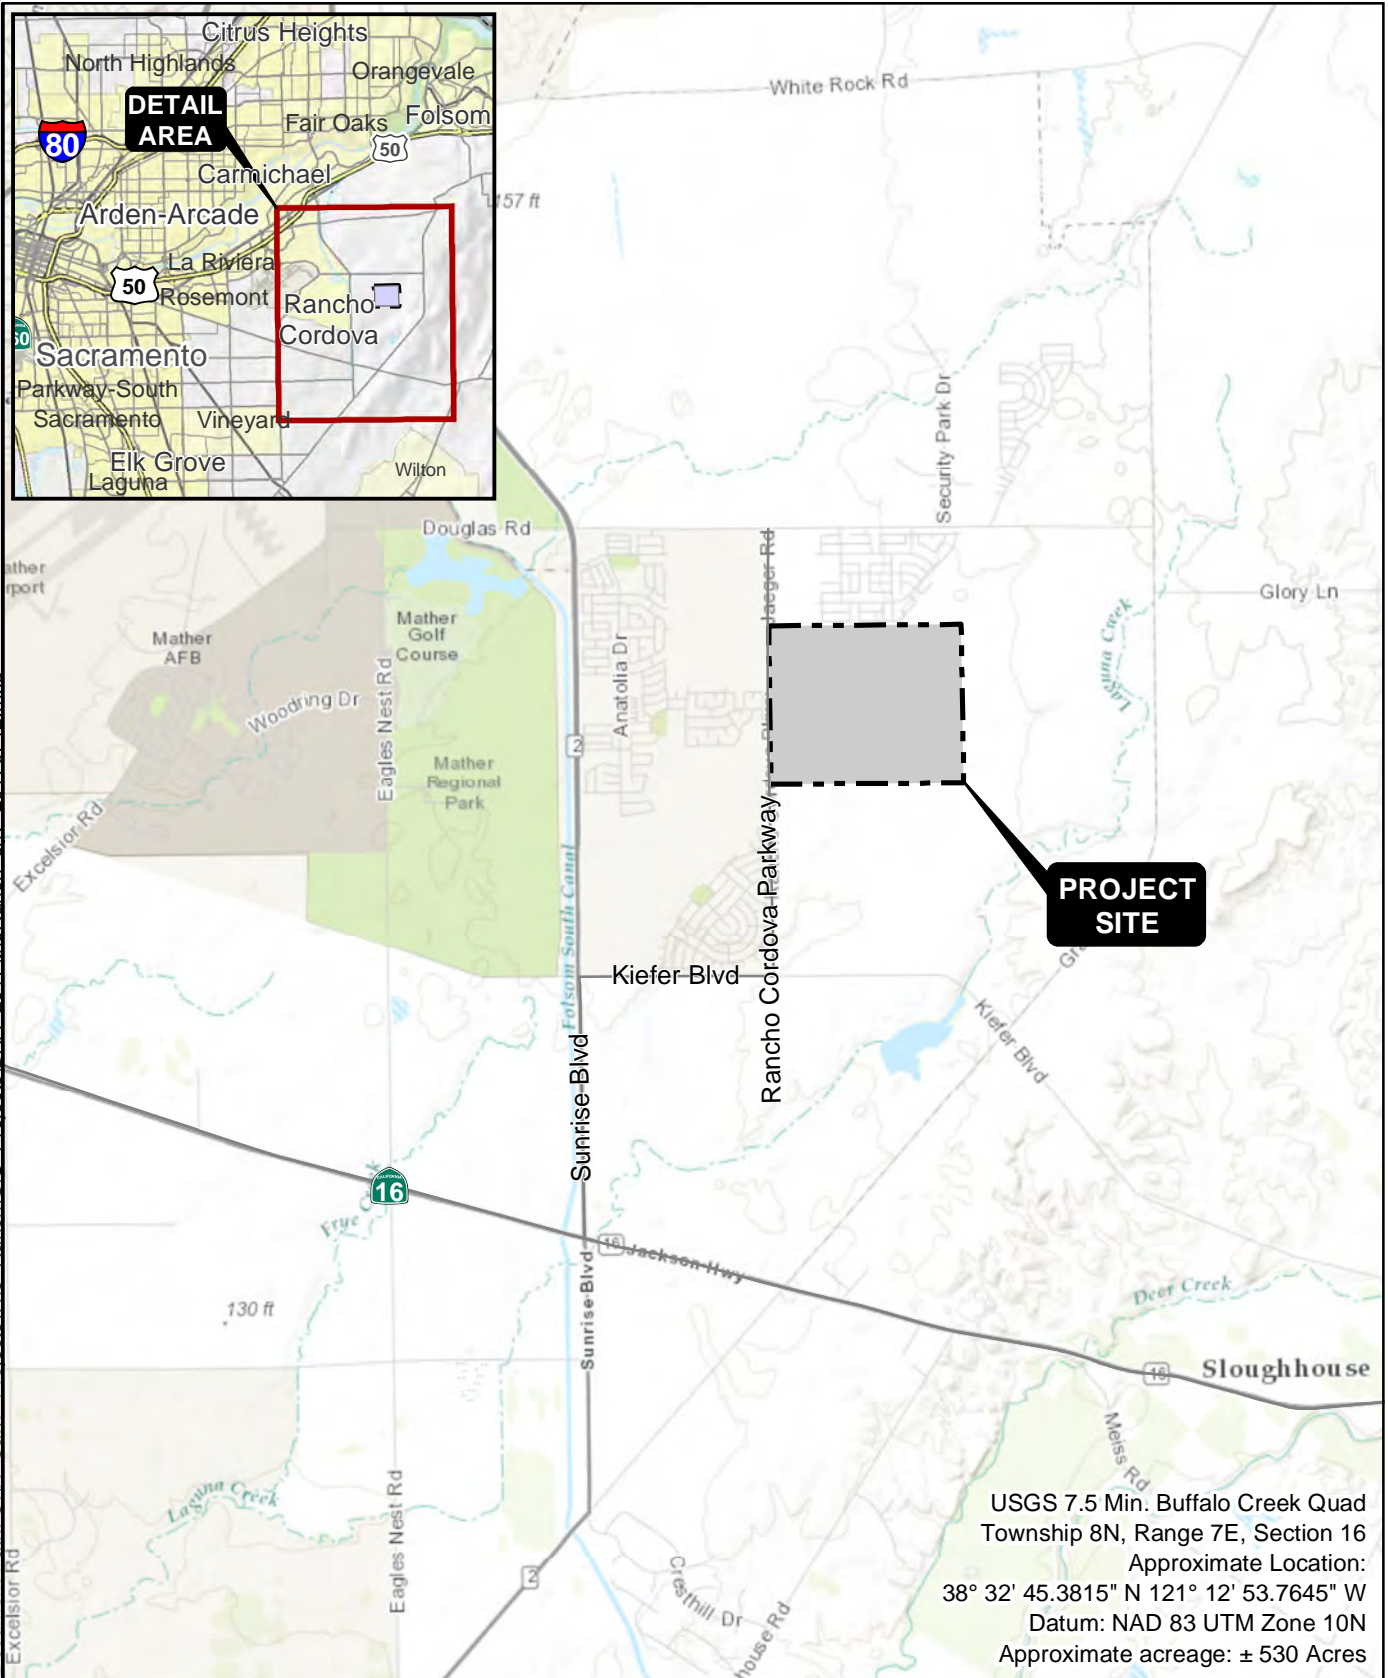 Citrus Heights
North Highlands
Orangevale
DETAIL
AREA
Fair Oaks
Folsom
80
50
Carmichael
Arden-Arcade
La Riviera
50
Rosemont
Rancho
Cordova
Sacramento
Parkway-South
Sacramento
Vineyard
Elk Grove
Laguna
Wilton
White Rock Rd
157 ft
Security Park Dr
Douglas Rd
Jaeger Rd
Glory Ln
Mather
AFB
Mather
Golf
Course
Woodring Dr
Eagles Nest Rd
Anatolia Dr
Laguna Creek
2
Mather
Regional
Park
Excelsior Rd
Folsom South Canal
Rancho Cordova Parkway
PROJECT
SITE
Kiefer Blvd
Kiefer Blvd
Sunrise Blvd
CALIFORNIA
16
16
Jackson Hwy
Sunrise Blvd
130 ft
Deer Creek
16
Sloughhouse
Meiss Rd
Laguna Creek
Eagles Nest Rd
Excelsior Rd
2
Cresthill Dr
USGS 7.5 Min. Buffalo Creek Quad
Township 8N, Range 7E, Section 16
Approximate Location:
38° 32' 45.3815" N 121° 12' 53.7645" W
Datum: NAD 83 UTM Zone 10N
Approximate acreage: ± 530 Acres